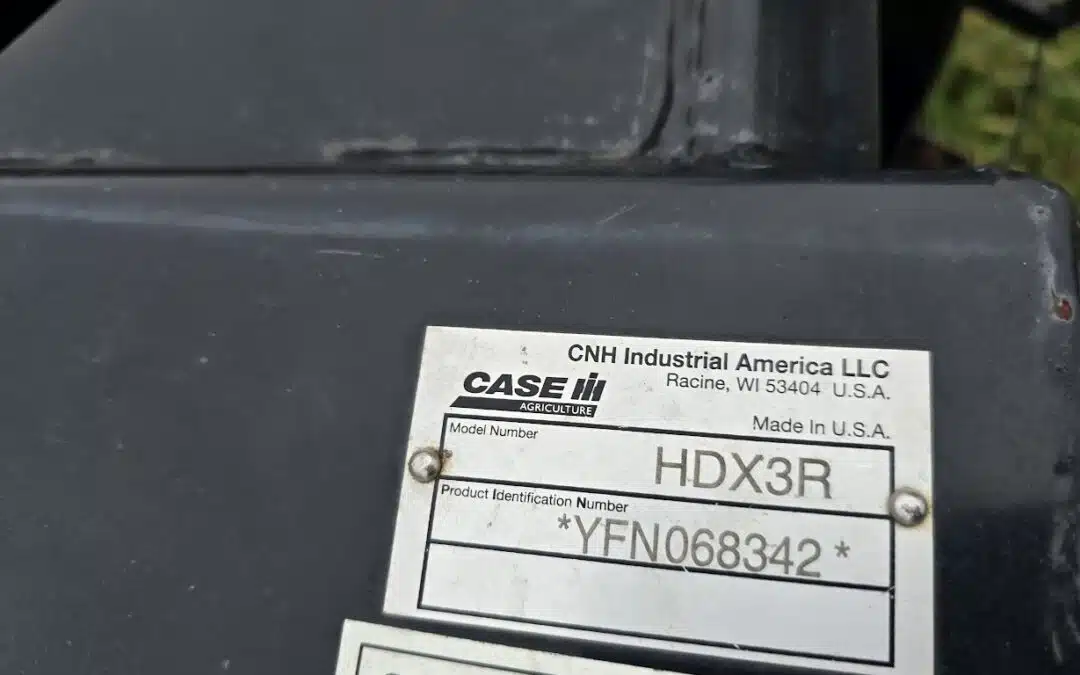 CNH Industrial America LLC
Racine, WI 53404 U.S.A.
CASE IH
AGRICULTURE
Made In U.S.A.
Model Number
HDX3R
Product Identification Number
*YFN068342*